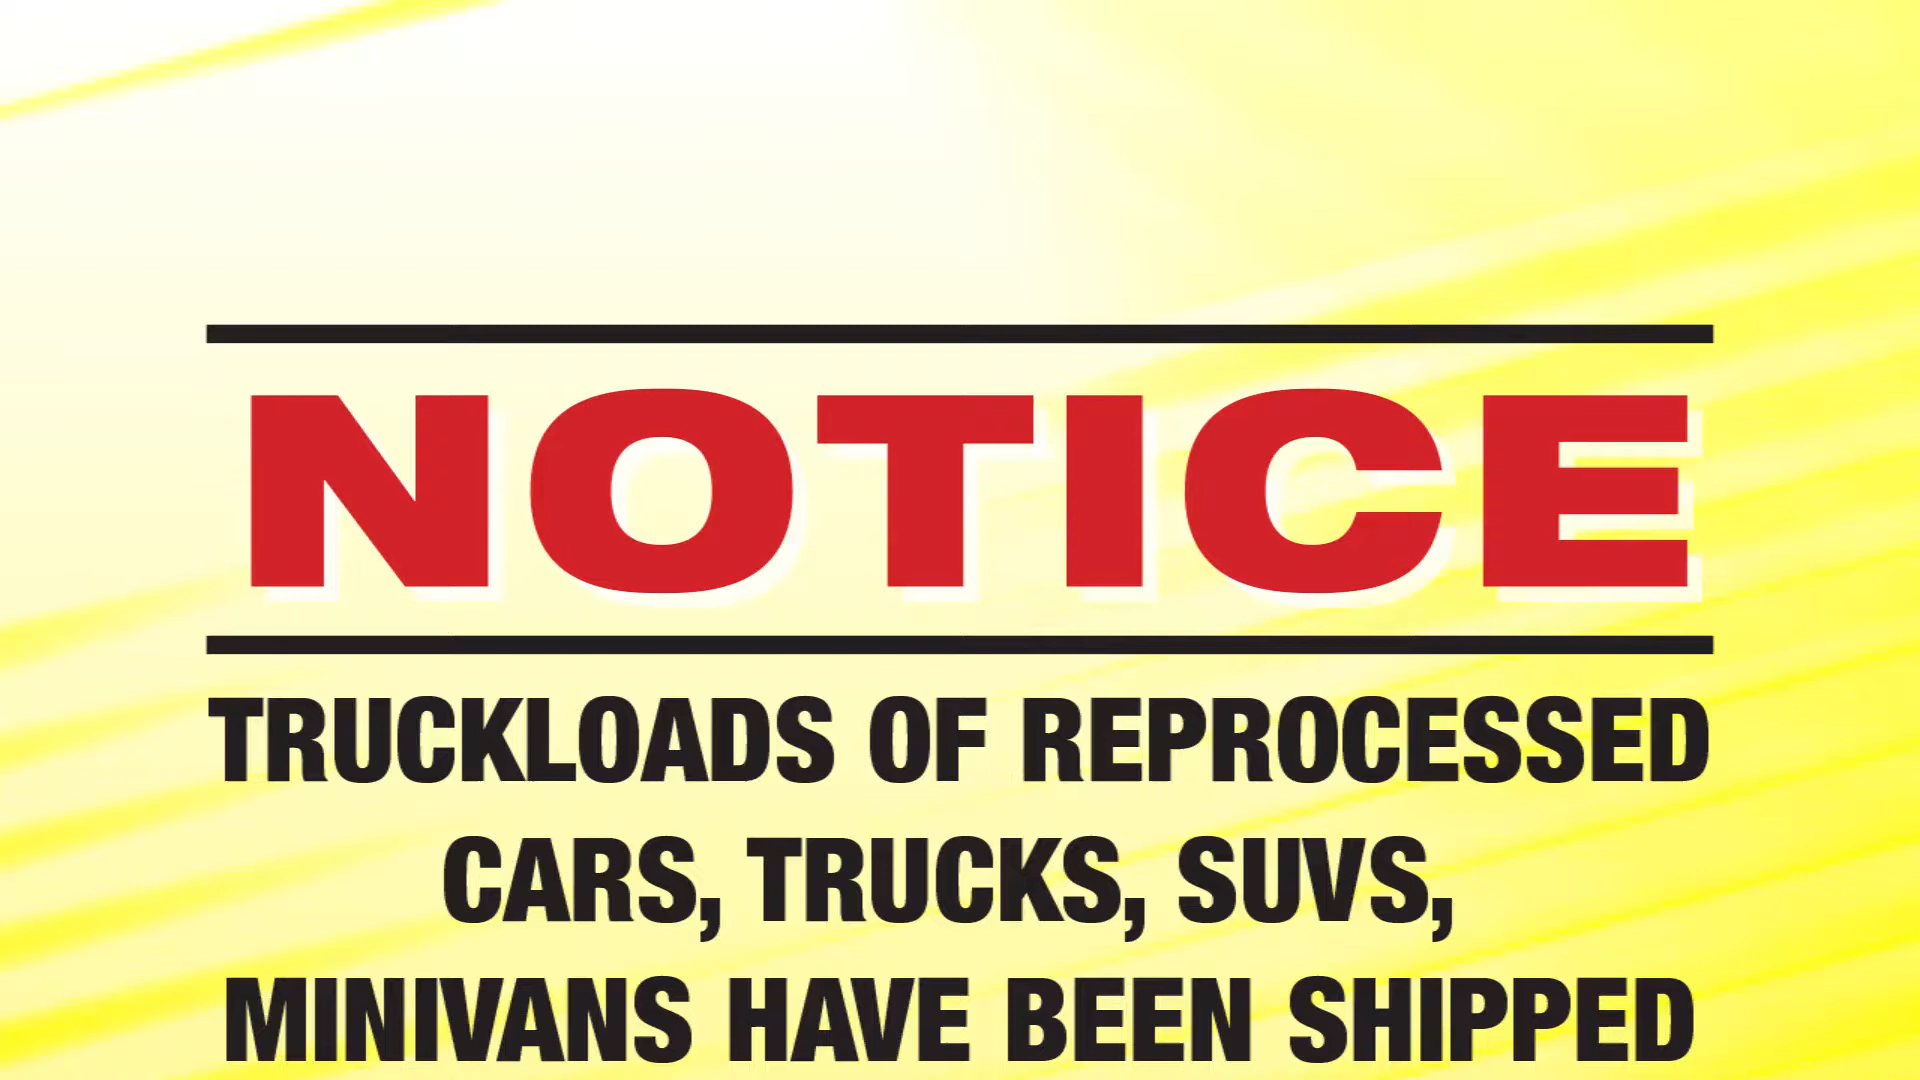 NOTICE
TRUCKLOADS OF REPROCESSED
CARS, TRUCKS, SUVS,
MINIVANS HAVE BEEN SHIPPED